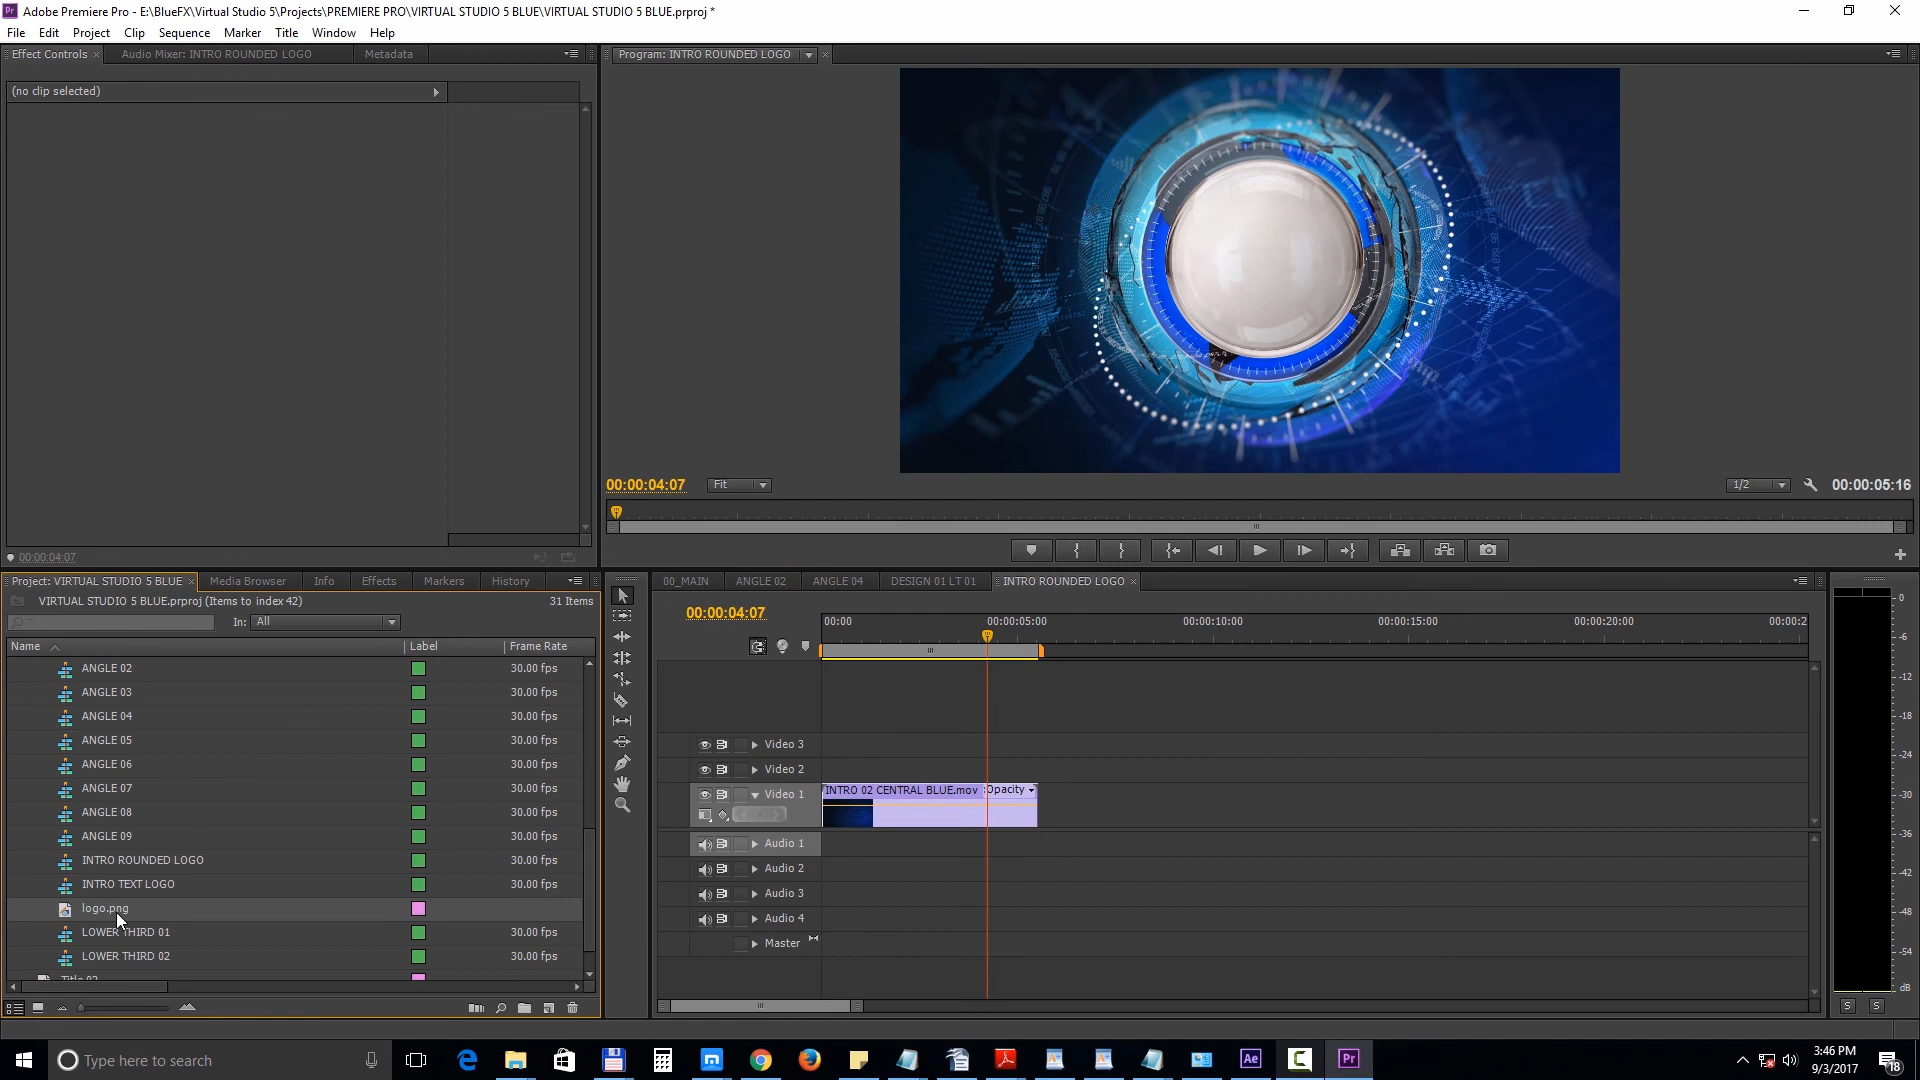 Adobe Premiere Pro - E:\BlueFX\Virtual Studio 5\Projects\PREMIERE PRO\VIRTUAL STUDIO 5 BLUE\VIRTUAL STUDIO 5 BLUE.prproj *
File Edit Project Clip Sequence Marker Title Window Help
Effect Controls × Audio Mixer: INTRO ROUNDED LOGO Metadata
Program: INTRO ROUNDED LOGO
(no clip selected)
00:00:04:07 Fit 1/2 00:00:05:16
00:00:04:07
Project: VIRTUAL STUDIO 5 BLUE × Media Browser Info Effects Markers History
VIRTUAL STUDIO 5 BLUE.prproj (Items to index 42) 31 Items
In: All
Name Label Frame Rate
ANGLE 02 30.00 fps
ANGLE 03 30.00 fps
ANGLE 04 30.00 fps
ANGLE 05 30.00 fps
ANGLE 06 30.00 fps
ANGLE 07 30.00 fps
ANGLE 08 30.00 fps
ANGLE 09 30.00 fps
INTRO ROUNDED LOGO 30.00 fps
INTRO TEXT LOGO 30.00 fps
logo.png
LOWER THIRD 01 30.00 fps
LOWER THIRD 02 30.00 fps
00_MAIN ANGLE 02 ANGLE 04 DESIGN 01 LT 01 INTRO ROUNDED LOGO ×
00:00:04:07
00:00 00:00:05:00 00:00:10:00 00:00:15:00 00:00:20:00 00:00:2
Video 3
Video 2
Video 1
INTRO 02 CENTRAL BLUE.mov :Opacity
Audio 1
Audio 2
Audio 3
Audio 4
Master
0
-6
-12
-18
-24
-30
-36
-42
-48
-54
dB
S S
Type here to search
Ae
Pr
3:46 PM
9/3/2017
18